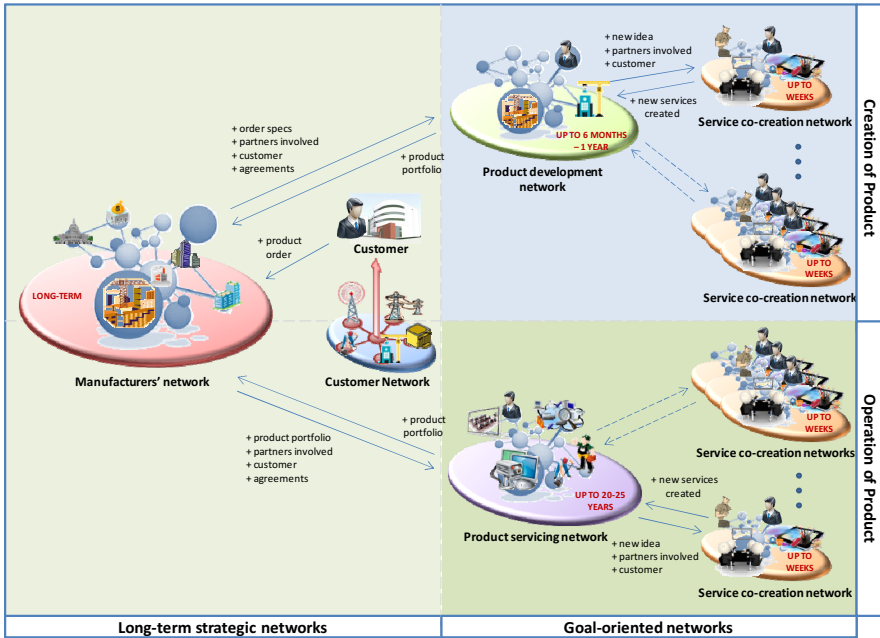 + new idea
+ partners involved
+ customer
+ new services
created
UP TO
WEEKS
Service co-creation network
UP TO 6 MONTHS
– 1 YEAR
Product development
network
+ order specs
+ partners involved
+ customer
+ agreements
+ product
portfolio
UP TO
WEEKS
Service co-creation network
Creation of Product
+ product
order
Customer
LONG-TERM
Manufacturers' network
Customer Network
+ product portfolio
+ partners involved
+ customer
+ agreements
+ product
portfolio
UP TO
WEEKS
Service co-creation networks
UP TO 20-25
YEARS
Product servicing network
+ new services
created
+ new idea
+ partners involved
+ customer
UP TO
WEEKS
Service co-creation network
Operation of Product
Long-term strategic networks
Goal-oriented networks